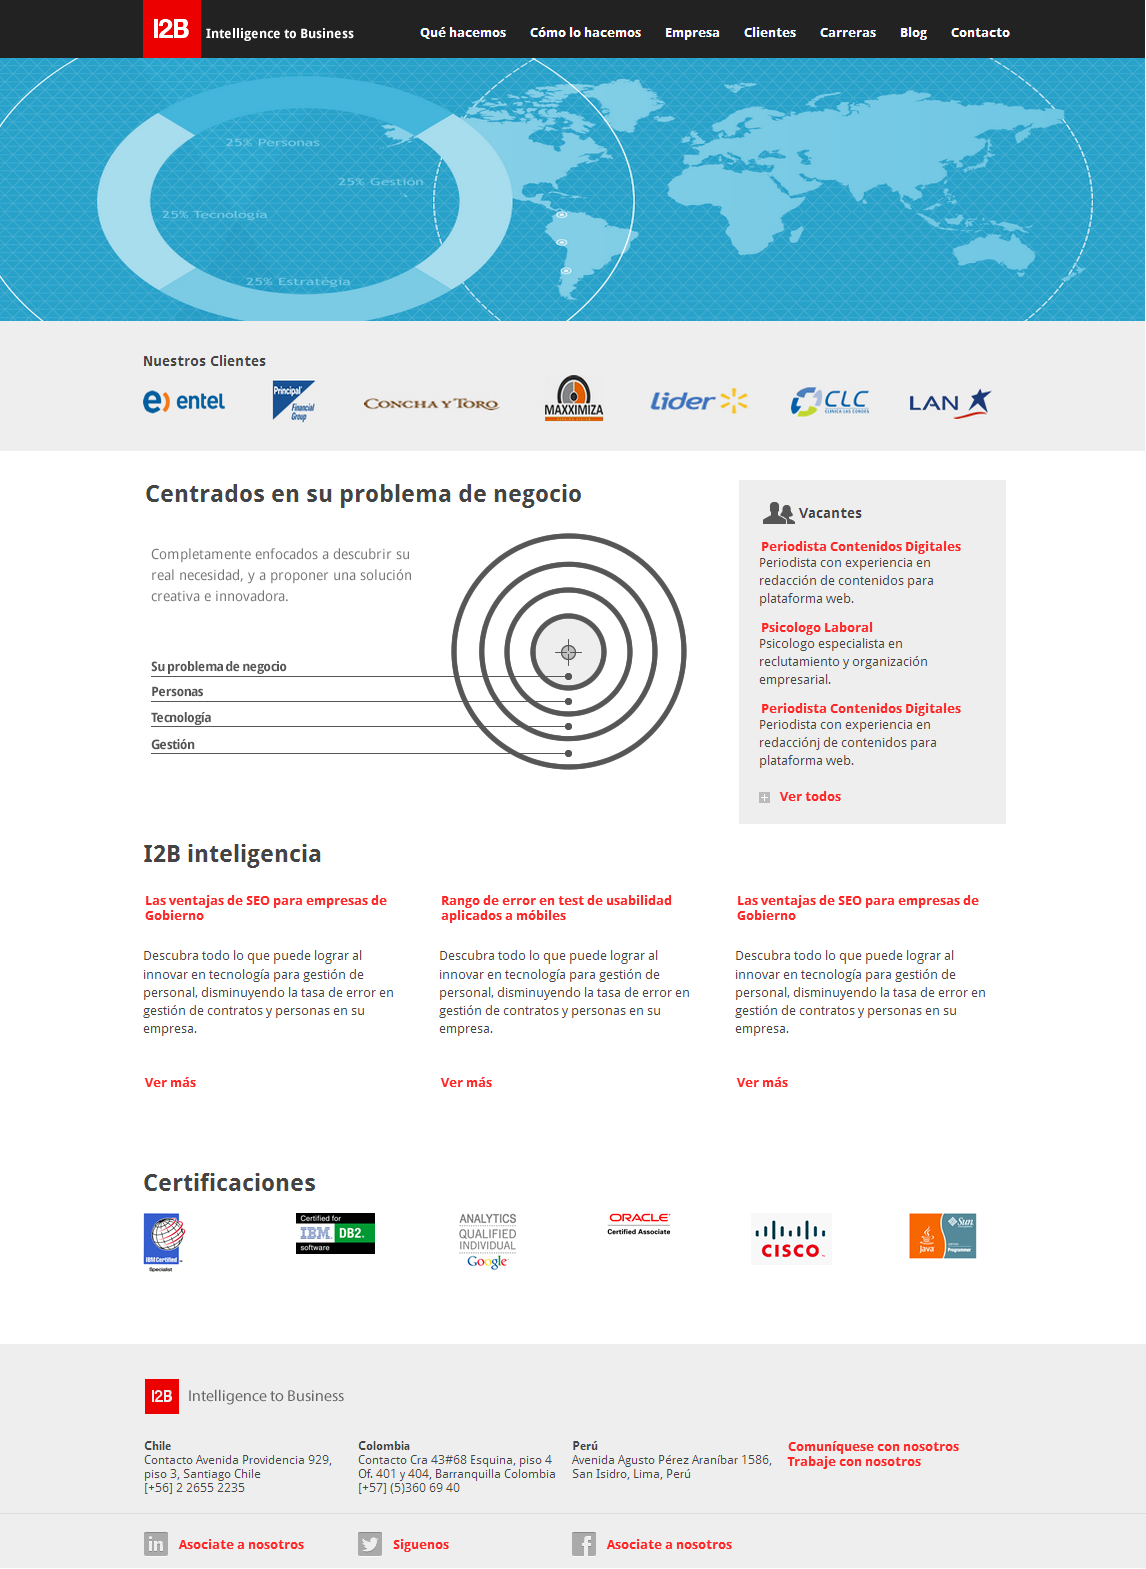 I2B Intelligence to Business
Qué hacemos Cómo lo hacemos Empresa Clientes Carreras Blog Contacto
25% Personas
25% Gestión
25% Tecnología
25% Estratégia
Nuestros Clientes
entel
Principal Financial Group
CONCHA Y TORO
MAXXIMIZA
lider
CLC
CLINICA LAS CONDES
LAN
Centrados en su problema de negocio
Completamente enfocados a descubrir su
real necesidad, y a proponer una solución
creativa e innovadora.
Su problema de negocio
Personas
Tecnología
Gestión
Vacantes
Periodista Contenidos Digitales
Periodista con experiencia en
redacción de contenidos para
plataforma web.
Psicologo Laboral
Psicologo especialista en
reclutamiento y organización
empresarial.
Periodista Contenidos Digitales
Periodista con experiencia en
redacciónj de contenidos para
plataforma web.
Ver todos
I2B inteligencia
Las ventajas de SEO para empresas de
Gobierno
Descubra todo lo que puede lograr al
innovar en tecnología para gestión de
personal, disminuyendo la tasa de error en
gestión de contratos y personas en su
empresa.
Ver más
Rango de error en test de usabilidad
aplicados a móbiles
Descubra todo lo que puede lograr al
innovar en tecnología para gestión de
personal, disminuyendo la tasa de error en
gestión de contratos y personas en su
empresa.
Ver más
Las ventajas de SEO para empresas de
Gobierno
Descubra todo lo que puede lograr al
innovar en tecnología para gestión de
personal, disminuyendo la tasa de error en
gestión de contratos y personas en su
empresa.
Ver más
Certificaciones
IBM Certified
Specialist
Certified for
IBM DB2.
software
ANALYTICS
QUALIFIED
INDIVIDUAL
Google
ORACLE
Certified Associate
CISCO
Java
Sun
Programmer
I2B Intelligence to Business
Chile
Contacto Avenida Providencia 929,
piso 3, Santiago Chile
[+56] 2 2655 2235
Colombia
Contacto Cra 43#68 Esquina, piso 4
Of. 401 y 404, Barranquilla Colombia
[+57] (5)360 69 40
Perú
Avenida Agusto Pérez Araníbar 1586,
San Isidro, Lima, Perú
Comuníquese con nosotros
Trabaje con nosotros
in Asociate a nosotros
Siguenos
f Asociate a nosotros